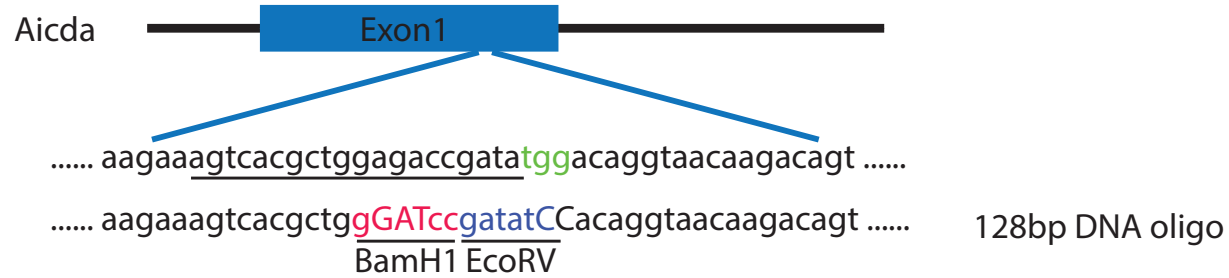 Aicda Exon1
...... aagaaagtcacgctggagaccgatatggacaggtaacaagacagt ......
...... aagaaagtcacgctggGATccgatatCCacaggtaacaagacagt ...... 128bp DNA oligo
BamH1 EcoRV